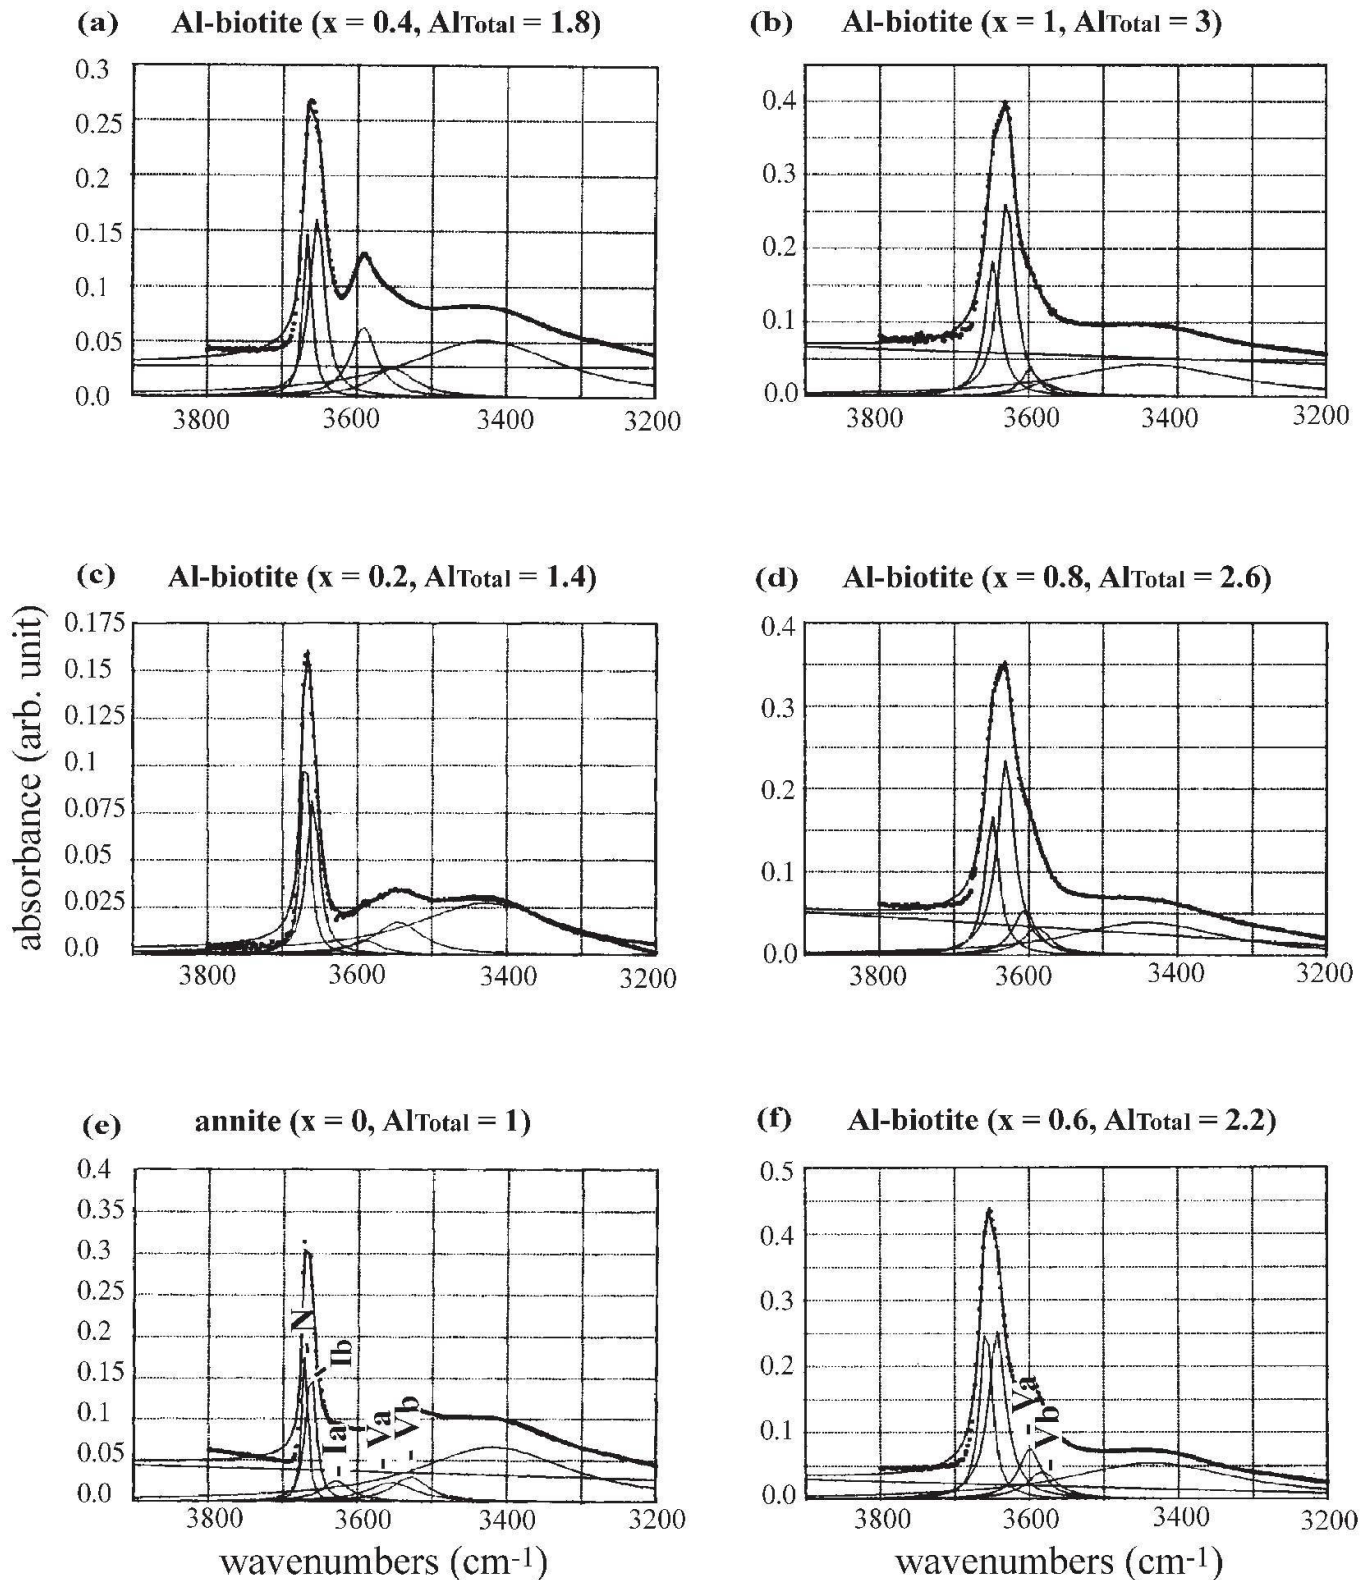 (a) Al-biotite (x = 0.4, AlTotal = 1.8)
0.3
0.25
0.2
0.15
0.1
0.05
0.0
3800 3600 3400 3200
(b) Al-biotite (x = 1, AlTotal = 3)
0.4
0.3
0.2
0.1
0.0
3800 3600 3400 3200
(c) Al-biotite (x = 0.2, AlTotal = 1.4)
0.175
0.15
0.125
0.1
0.075
0.05
0.025
0.0
3800 3600 3400 3200
absorbance (arb. unit)
(d) Al-biotite (x = 0.8, AlTotal = 2.6)
0.4
0.3
0.2
0.1
0.0
3800 3600 3400 3200
(e) annite (x = 0, AlTotal = 1)
0.4
0.35
0.3
0.25
0.2
0.15
0.1
0.05
0.0
N
Ib
Ia
Va
Vb
3800 3600 3400 3200
wavenumbers (cm-1)
(f) Al-biotite (x = 0.6, AlTotal = 2.2)
0.5
0.4
0.3
0.2
0.1
0.0
Va
Vb
3800 3600 3400 3200
wavenumbers (cm-1)